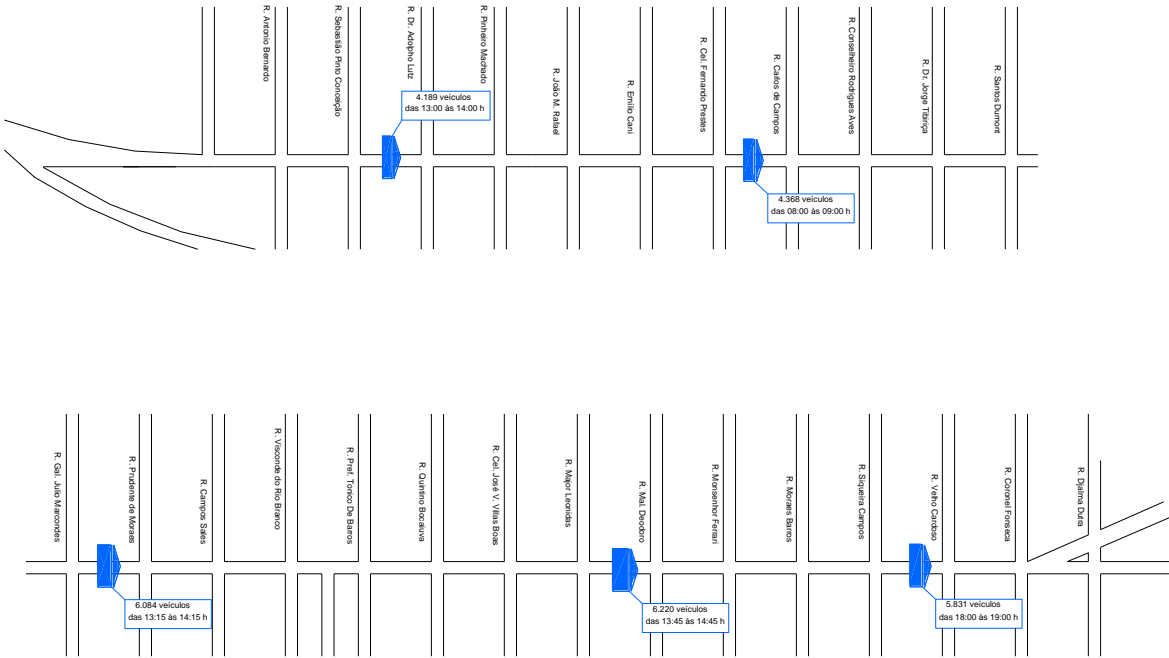 R. Antonio Bernardo
R. Sebastião Pinto Conceição
R. Dr. Adolpho Lutz
R. Pinheiro Machado
R. João M. Rafael
R. Emilio Cani
R. Cel. Fernando Prestes
R. Carlos de Campos
R. Conselheiro Rodrigues Aves
R. Dr. Jorge Tibiriça
R. Santos Dumont
4.189 veículos
das 13:00 às 14:00 h
4.368 veículos
das 08:00 às 09:00 h
R. Gal. Julio Marcondes
R. Prudente de Moraes
R. Campos Sales
R. Visconde do Rio Branco
R. Pref. Tonico De Barros
R. Quintino Bocaiuva
R. Cel. José V. Villas Boas
R. Major Leonidas
R. Mal. Deodoro
R. Monsenhor Ferrari
R. Moraes Barros
R. Siqueira Campos
R. Velho Cardoso
R. Coronel Fonseca
R. Djalma Dutra
6.084 veículos
das 13:15 às 14:15 h
6.220 veículos
das 13:45 às 14:45 h
5.831 veículos
das 18:00 às 19:00 h